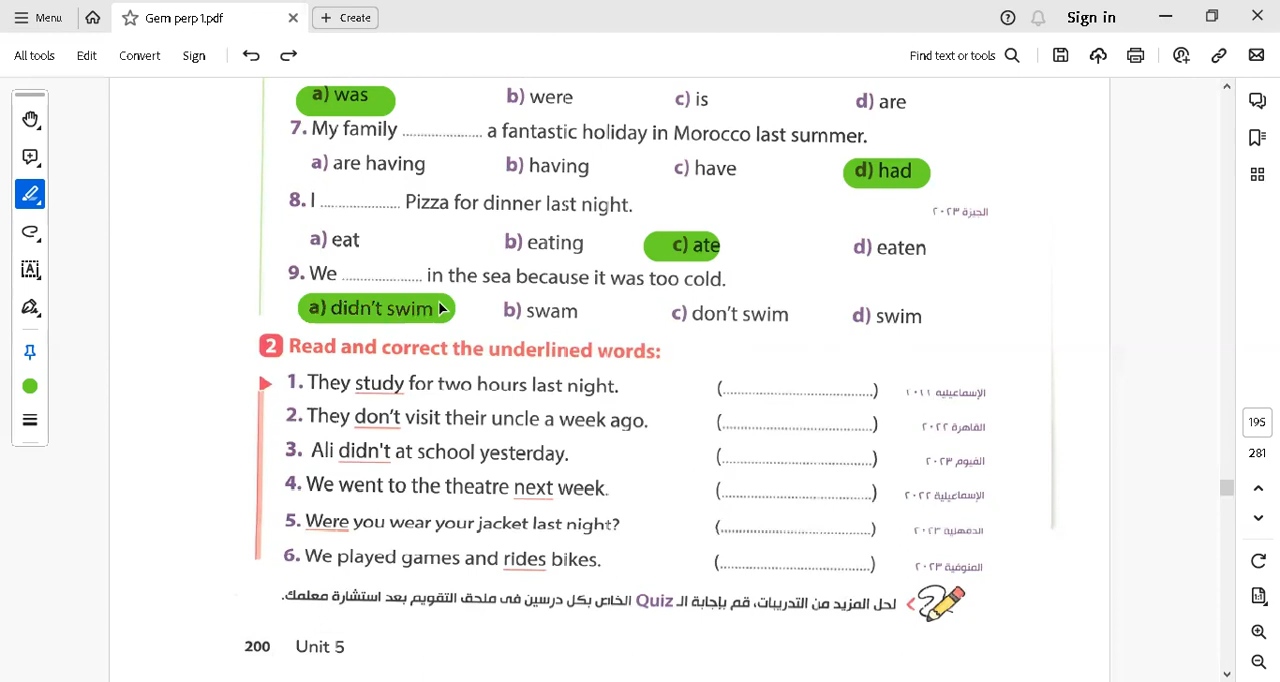 Menu Gem perp 1.pdf Create Sign in
All tools Edit Convert Sign Find text or tools
a) was b) were c) is d) are
7. My family .................. a fantastic holiday in Morocco last summer.
a) are having b) having c) have d) had
8. I .................. Pizza for dinner last night. الجيزة ٢٠٢٣
a) eat b) eating c) ate d) eaten
9. We .................. in the sea because it was too cold.
a) didn't swim b) swam c) don't swim d) swim
2 Read and correct the underlined words:
1. They study for two hours last night. (..................................) الإسماعيلية
2. They don't visit their uncle a week ago. (..................................) القاهرة ٢٠٢٢
3. Ali didn't at school yesterday. (..................................) الفيوم ٢٠٢٣
4. We went to the theatre next week. (..................................) الإسماعيلية ٢٠٢٢
5. Were you wear your jacket last night? (..................................) الدقهلية ٢٠٢٣
6. We played games and rides bikes. (..................................) المنوفية ٢٠٢٣
لحل المزيد من التدريبات، قم بإجابة الـ Quiz الخاص بكل درسين فى ملحق التقويم بعد استشارة معلمك.
200 Unit 5
195
281